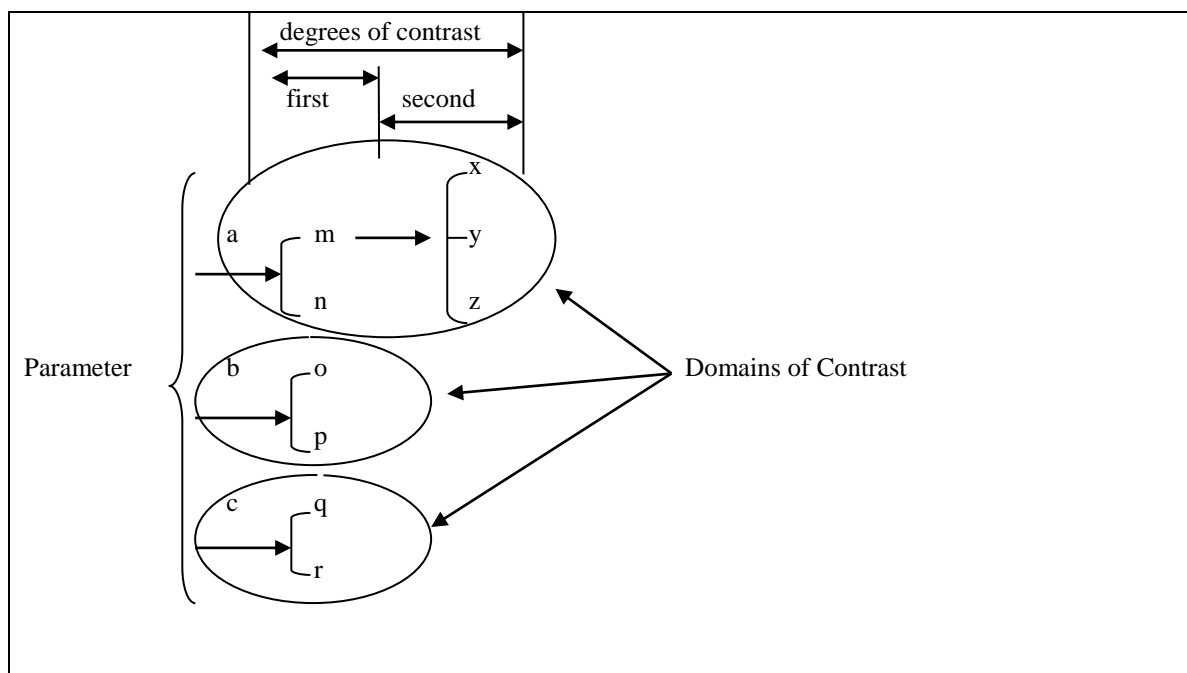 degrees of contrast
first second
x
a m y
n z
Parameter b o Domains of Contrast
p
c q
r